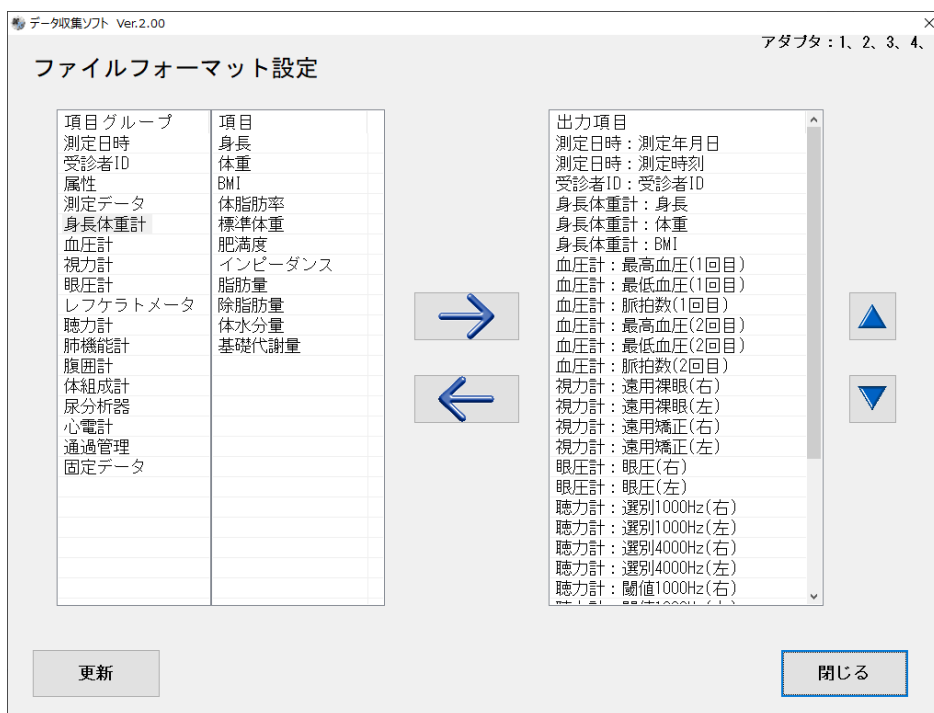 データ収集ソフト Ver.2.00
アダプタ：1、2、3、4、
ファイルフォーマット設定
項目グループ
測定日時
受診者ID
属性
測定データ
身長体重計
血圧計
視力計
眼圧計
レフケラトメータ
聴力計
肺機能計
腹囲計
体組成計
尿分析器
心電計
通過管理
固定データ
項目
身長
体重
BMI
体脂肪率
標準体重
肥満度
インピーダンス
脂肪量
除脂肪量
体水分量
基礎代謝量
出力項目
測定日時：測定年月日
測定日時：測定時刻
受診者ID：受診者ID
身長体重計：身長
身長体重計：体重
身長体重計：BMI
血圧計：最高血圧(1回目)
血圧計：最低血圧(1回目)
血圧計：脈拍数(1回目)
血圧計：最高血圧(2回目)
血圧計：最低血圧(2回目)
血圧計：脈拍数(2回目)
視力計：遠用裸眼(右)
視力計：遠用裸眼(左)
視力計：遠用矯正(右)
視力計：遠用矯正(左)
眼圧計：眼圧(右)
眼圧計：眼圧(左)
聴力計：選別1000Hz(右)
聴力計：選別1000Hz(左)
聴力計：選別4000Hz(右)
聴力計：選別4000Hz(左)
聴力計：閾値1000Hz(右)
更新
閉じる